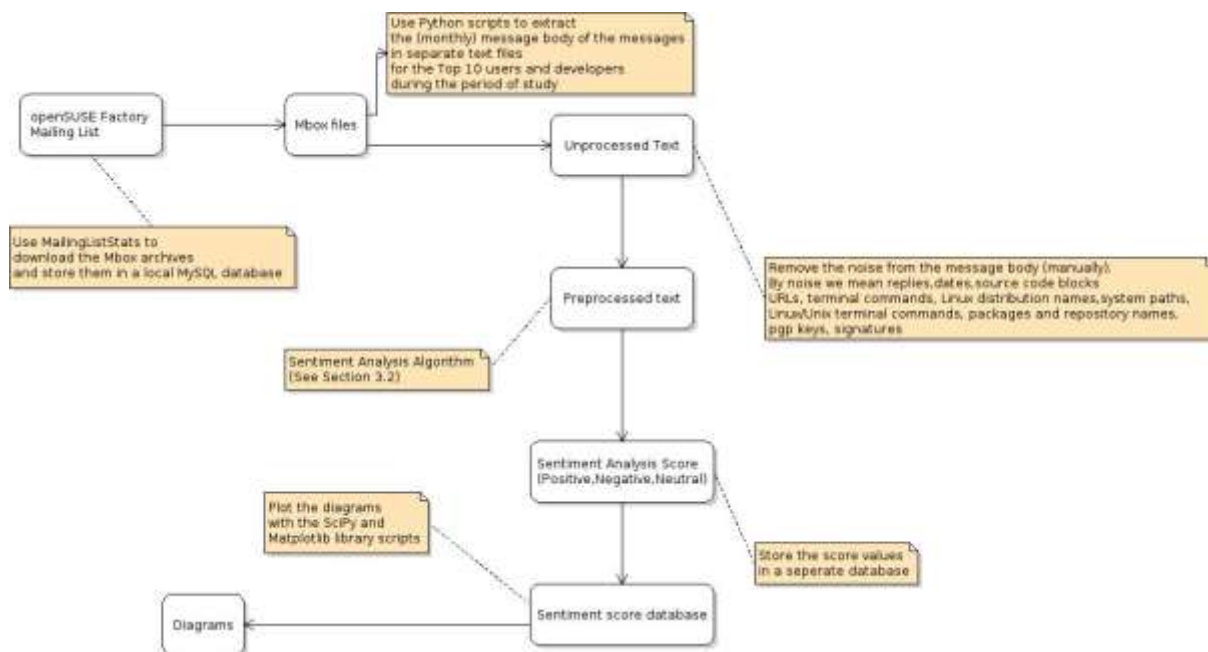 Use Python scripts to extract
the (monthly) message body of the messages
in separate text files
for the Top 10 users and developers
during the period of study
openSUSE Factory
Mailing List
Mbox files
Unprocessed Text
Use MailingListStats to
download the Mbox archives
and store them in a local MySQL database
Remove the noise from the message body (manually).
By noise we mean replies,dates,source code blocks
URLs, terminal commands, Linux distribution names,system paths,
Linux/Unix terminal commands, packages and repository names,
pgp keys, signatures
Preprocessed text
Sentiment Analysis Algorithm
(See Section 3.2)
Sentiment Analysis Score
(Positive,Negative,Neutral)
Plot the diagrams
with the SciPy and
Matplotlib library scripts
Store the score values
in a seperate database
Sentiment score database
Diagrams